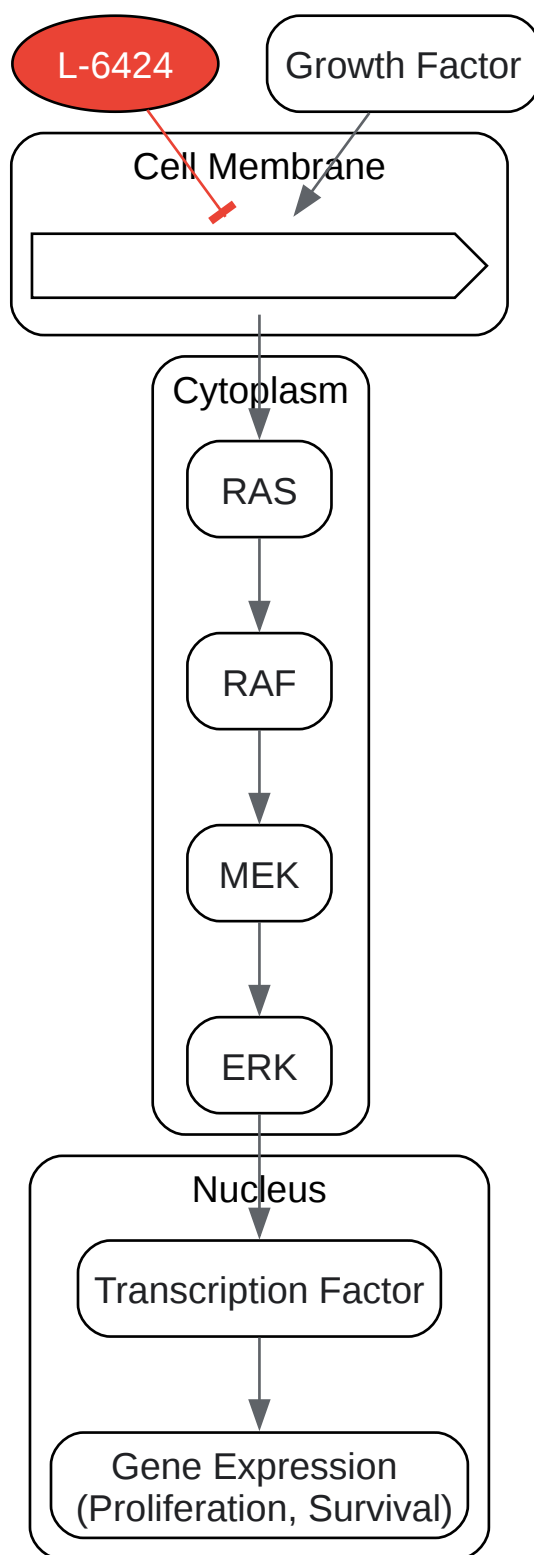 L-6424
Growth Factor
Cell Membrane
Cytoplasm
RAS
RAF
MEK
ERK
Nucleus
Transcription Factor
Gene Expression
(Proliferation, Survival)